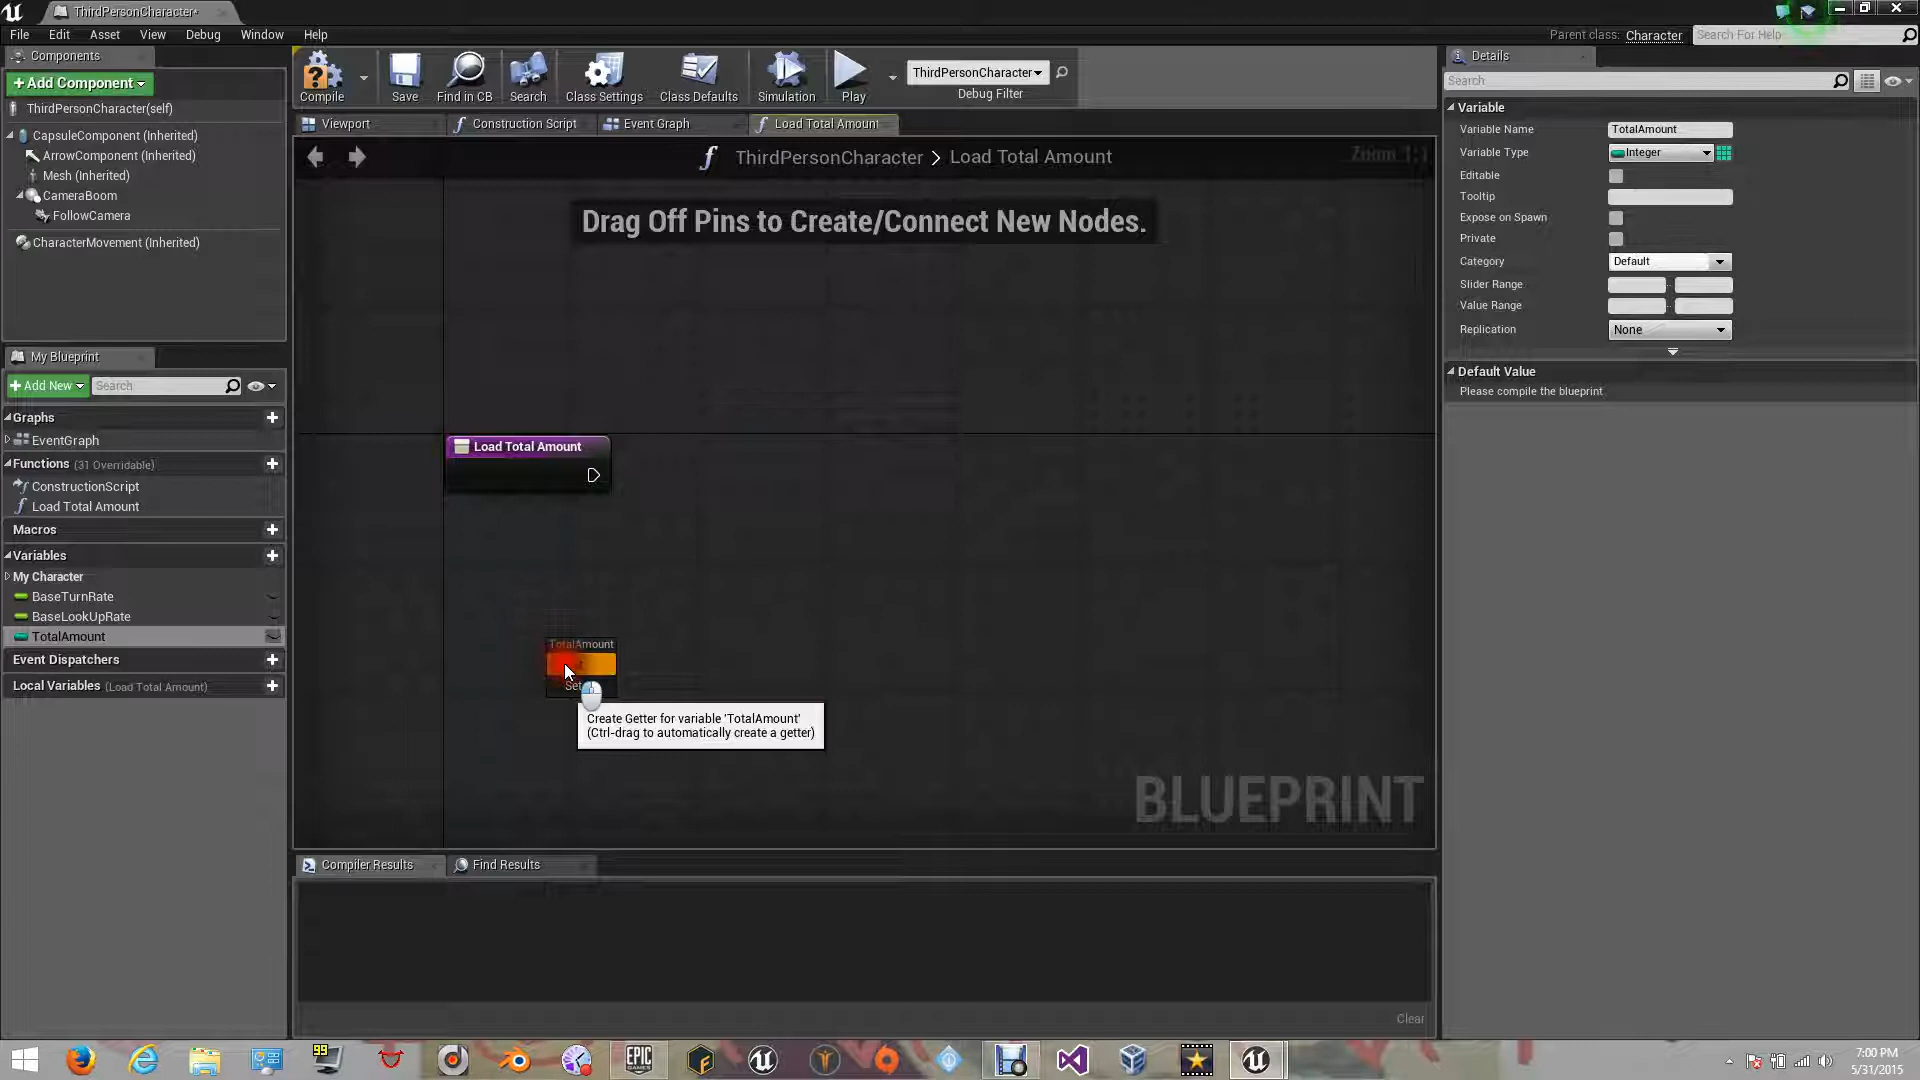 ThirdPersonCharacter*
File Edit Asset View Debug Window Help
Parent class: Character
Search For Help
Components
+Add Component
ThirdPersonCharacter(self)
CapsuleComponent (Inherited)
ArrowComponent (Inherited)
Mesh (Inherited)
CameraBoom
FollowCamera
CharacterMovement (Inherited)
Compile
Save
Find in CB
Search
Class Settings
Class Defaults
Simulation
Play
ThirdPersonCharacter
Debug Filter
Viewport
Construction Script
Event Graph
Load Total Amount
ThirdPersonCharacter > Load Total Amount
Zoom 1:1
Drag Off Pins to Create/Connect New Nodes.
Load Total Amount
TotalAmount
Set
Create Getter for variable 'TotalAmount'
(Ctrl-drag to automatically create a getter)
BLUEPRINT
My Blueprint
+Add New
Search
Graphs
EventGraph
Functions (31 Overridable)
ConstructionScript
Load Total Amount
Macros
Variables
My Character
BaseTurnRate
BaseLookUpRate
TotalAmount
Event Dispatchers
Local Variables (Load Total Amount)
Compiler Results
Find Results
Clear
Details
Search
Variable
Variable Name TotalAmount
Variable Type Integer
Editable
Tooltip
Expose on Spawn
Private
Category Default
Slider Range
Value Range
Replication None
Default Value
Please compile the blueprint
99
EPIC
GAMES
7:00 PM
5/31/2015